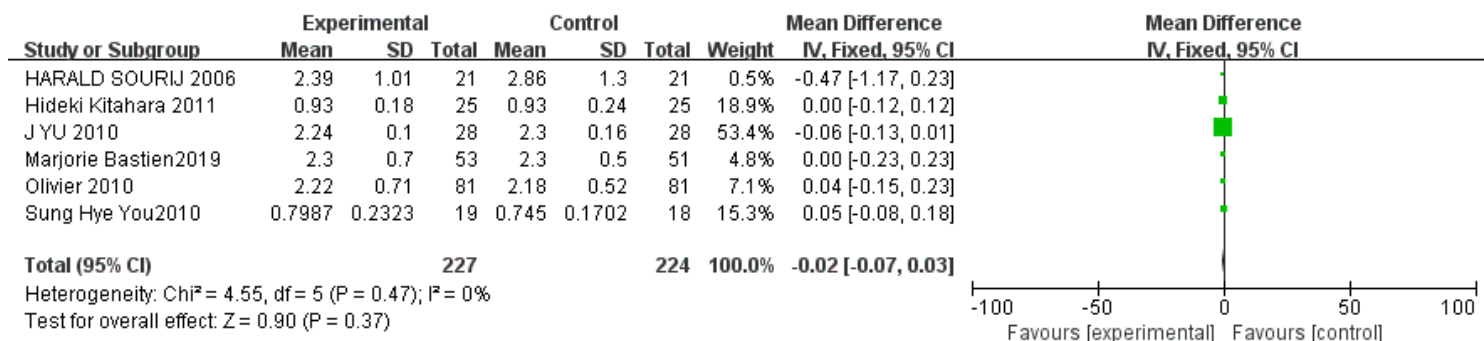 Experimental Control Mean Difference Mean Difference
Study or Subgroup Mean SD Total Mean SD Total Weight IV, Fixed, 95% CI IV, Fixed, 95% CI
HARALD SOURIJ 2006 2.39 1.01 21 2.86 1.3 21 0.5% -0.47 [-1.17, 0.23]
Hideki Kitahara 2011 0.93 0.18 25 0.93 0.24 25 18.9% 0.00 [-0.12, 0.12]
J YU 2010 2.24 0.1 28 2.3 0.16 28 53.4% -0.06 [-0.13, 0.01]
Marjorie Bastien2019 2.3 0.7 53 2.3 0.5 51 4.8% 0.00 [-0.23, 0.23]
Olivier 2010 2.22 0.71 81 2.18 0.52 81 7.1% 0.04 [-0.15, 0.23]
Sung Hye You2010 0.7987 0.2323 19 0.745 0.1702 18 15.3% 0.05 [-0.08, 0.18]
Total (95% CI) 227 224 100.0% -0.02 [-0.07, 0.03]
Heterogeneity: Chi² = 4.55, df = 5 (P = 0.47); I² = 0%
Test for overall effect: Z = 0.90 (P = 0.37)
-100 -50 0 50 100
Favours [experimental] Favours [control]